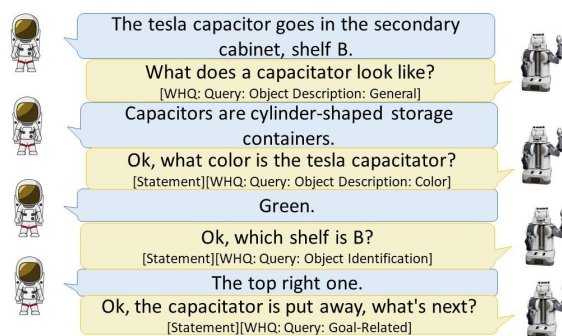 The tesla capacitor goes in the secondary
cabinet, shelf B.
What does a capacitator look like?
[WHQ: Query: Object Description: General]
Capacitors are cylinder-shaped storage
containers.
Ok, what color is the tesla capacitator?
[Statement][WHQ: Query: Object Description: Color]
Green.
Ok, which shelf is B?
[Statement][WHQ: Query: Object Identification]
The top right one.
Ok, the capacitator is put away, what's next?
[Statement][WHQ: Query: Goal-Related]